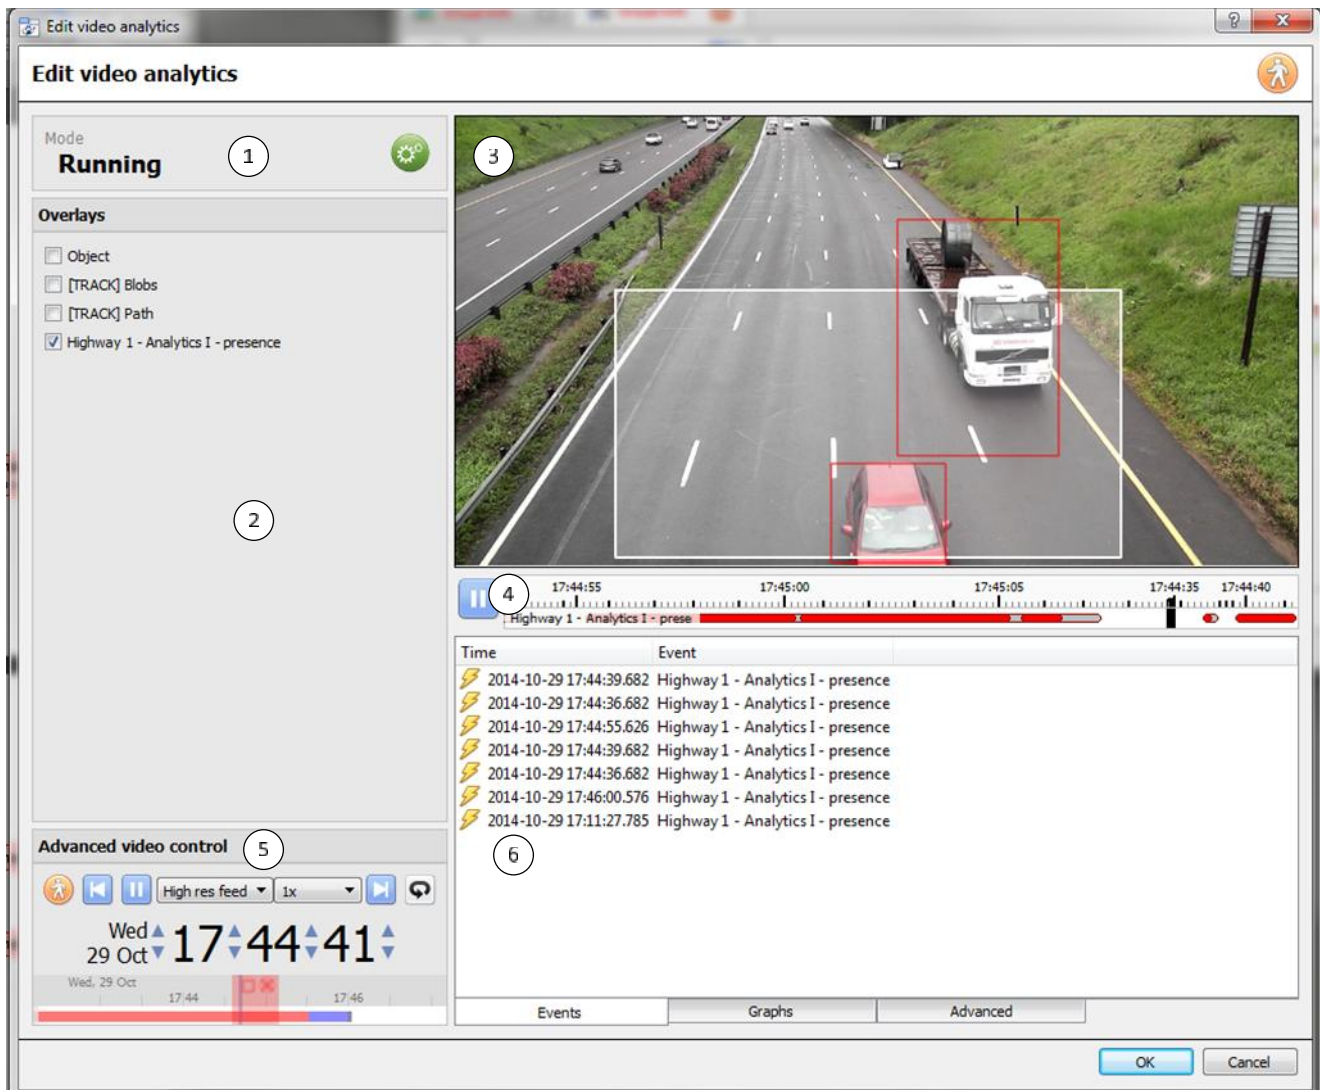 Edit video analytics
Edit video analytics
Mode
Running
1
Overlays
Object
[TRACK] Blobs
[TRACK] Path
Highway 1 - Analytics I - presence
2
3
4
17:44:55 17:45:00 17:45:05 17:44:35 17:44:40
Highway 1 - Analytics I - prese
Time Event
2014-10-29 17:44:39.682 Highway 1 - Analytics I - presence
2014-10-29 17:44:36.682 Highway 1 - Analytics I - presence
2014-10-29 17:44:55.626 Highway 1 - Analytics I - presence
2014-10-29 17:44:39.682 Highway 1 - Analytics I - presence
2014-10-29 17:44:36.682 Highway 1 - Analytics I - presence
2014-10-29 17:46:00.576 Highway 1 - Analytics I - presence
2014-10-29 17:11:27.785 Highway 1 - Analytics I - presence
6
Advanced video control 5
High res feed 1x
Wed
29 Oct 17 44 41
Wed, 29 Oct
17:44 17:46
Events Graphs Advanced
OK Cancel